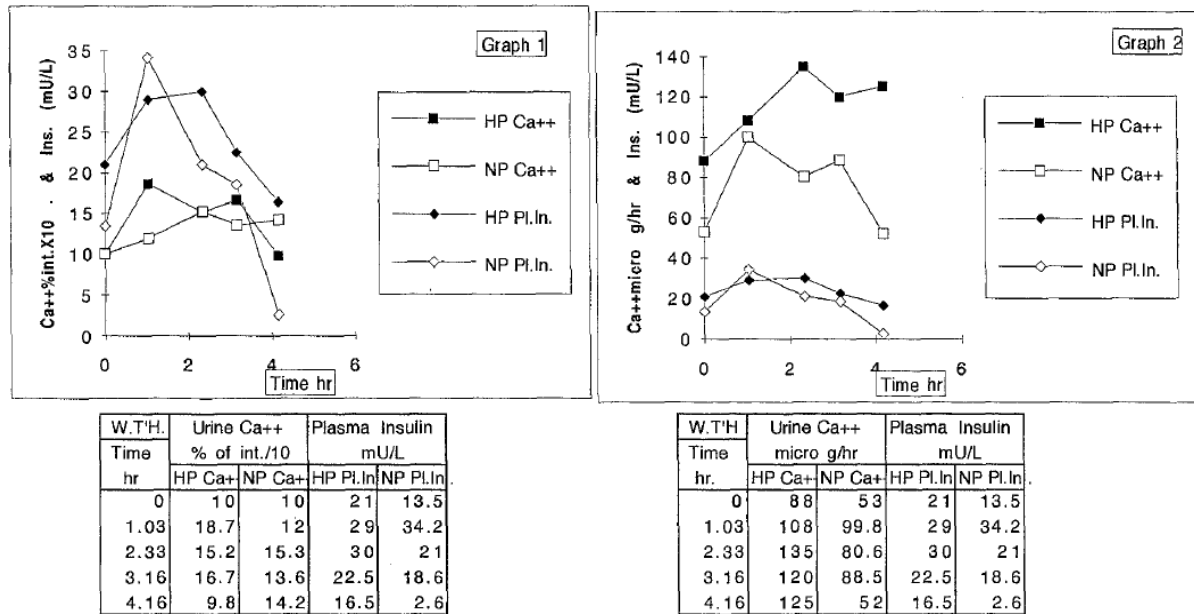 Graph 1
Ca++%int.X10 . & Ins. (mU/L)
35
30
25
20
15
10
5
0
0 2 4 6
Time hr
HP Ca++
NP Ca++
HP Pl.In.
NP Pl.In.
Graph 2
Ca++micro g/hr & Ins. (mU/L)
140
120
100
80
60
40
20
0
0 2 4 6
Time hr
HP Ca++
NP Ca++
HP Pl.In.
NP Pl.In.
W.T'H. Urine Ca++ Plasma Insulin
Time % of int./10 mU/L
hr HP Ca+ NP Ca+ HP Pl.In NP Pl.In.
0 10 10 21 13.5
1.03 18.7 12 29 34.2
2.33 15.2 15.3 30 21
3.16 16.7 13.6 22.5 18.6
4.16 9.8 14.2 16.5 2.6
W.T'H Urine Ca++ Plasma Insulin
Time micro g/hr mU/L
hr. HP Ca+ NP Ca+ HP Pl.In NP Pl.In.
0 88 53 21 13.5
1.03 108 99.8 29 34.2
2.33 135 80.6 30 21
3.16 120 88.5 22.5 18.6
4.16 125 52 16.5 2.6